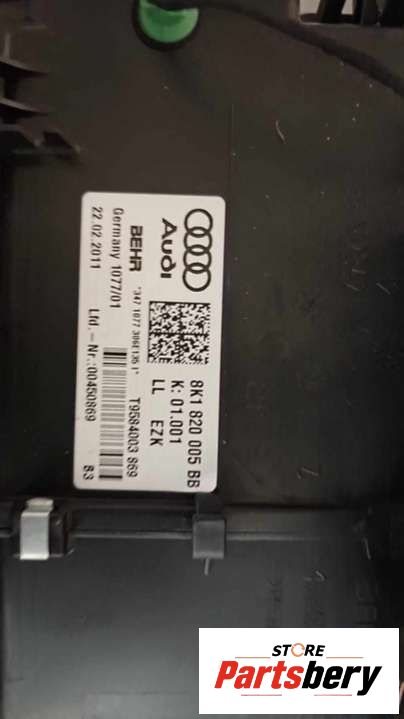 Audi
8K1 820 005 BB
K: 01.001
LL EZK
BEHR
*347 1077 306E135 1*
T9584003 869
Germany 1077/01
22.02.2011
Lfd.-Nr.:00450869
83
STORE
Partsbery